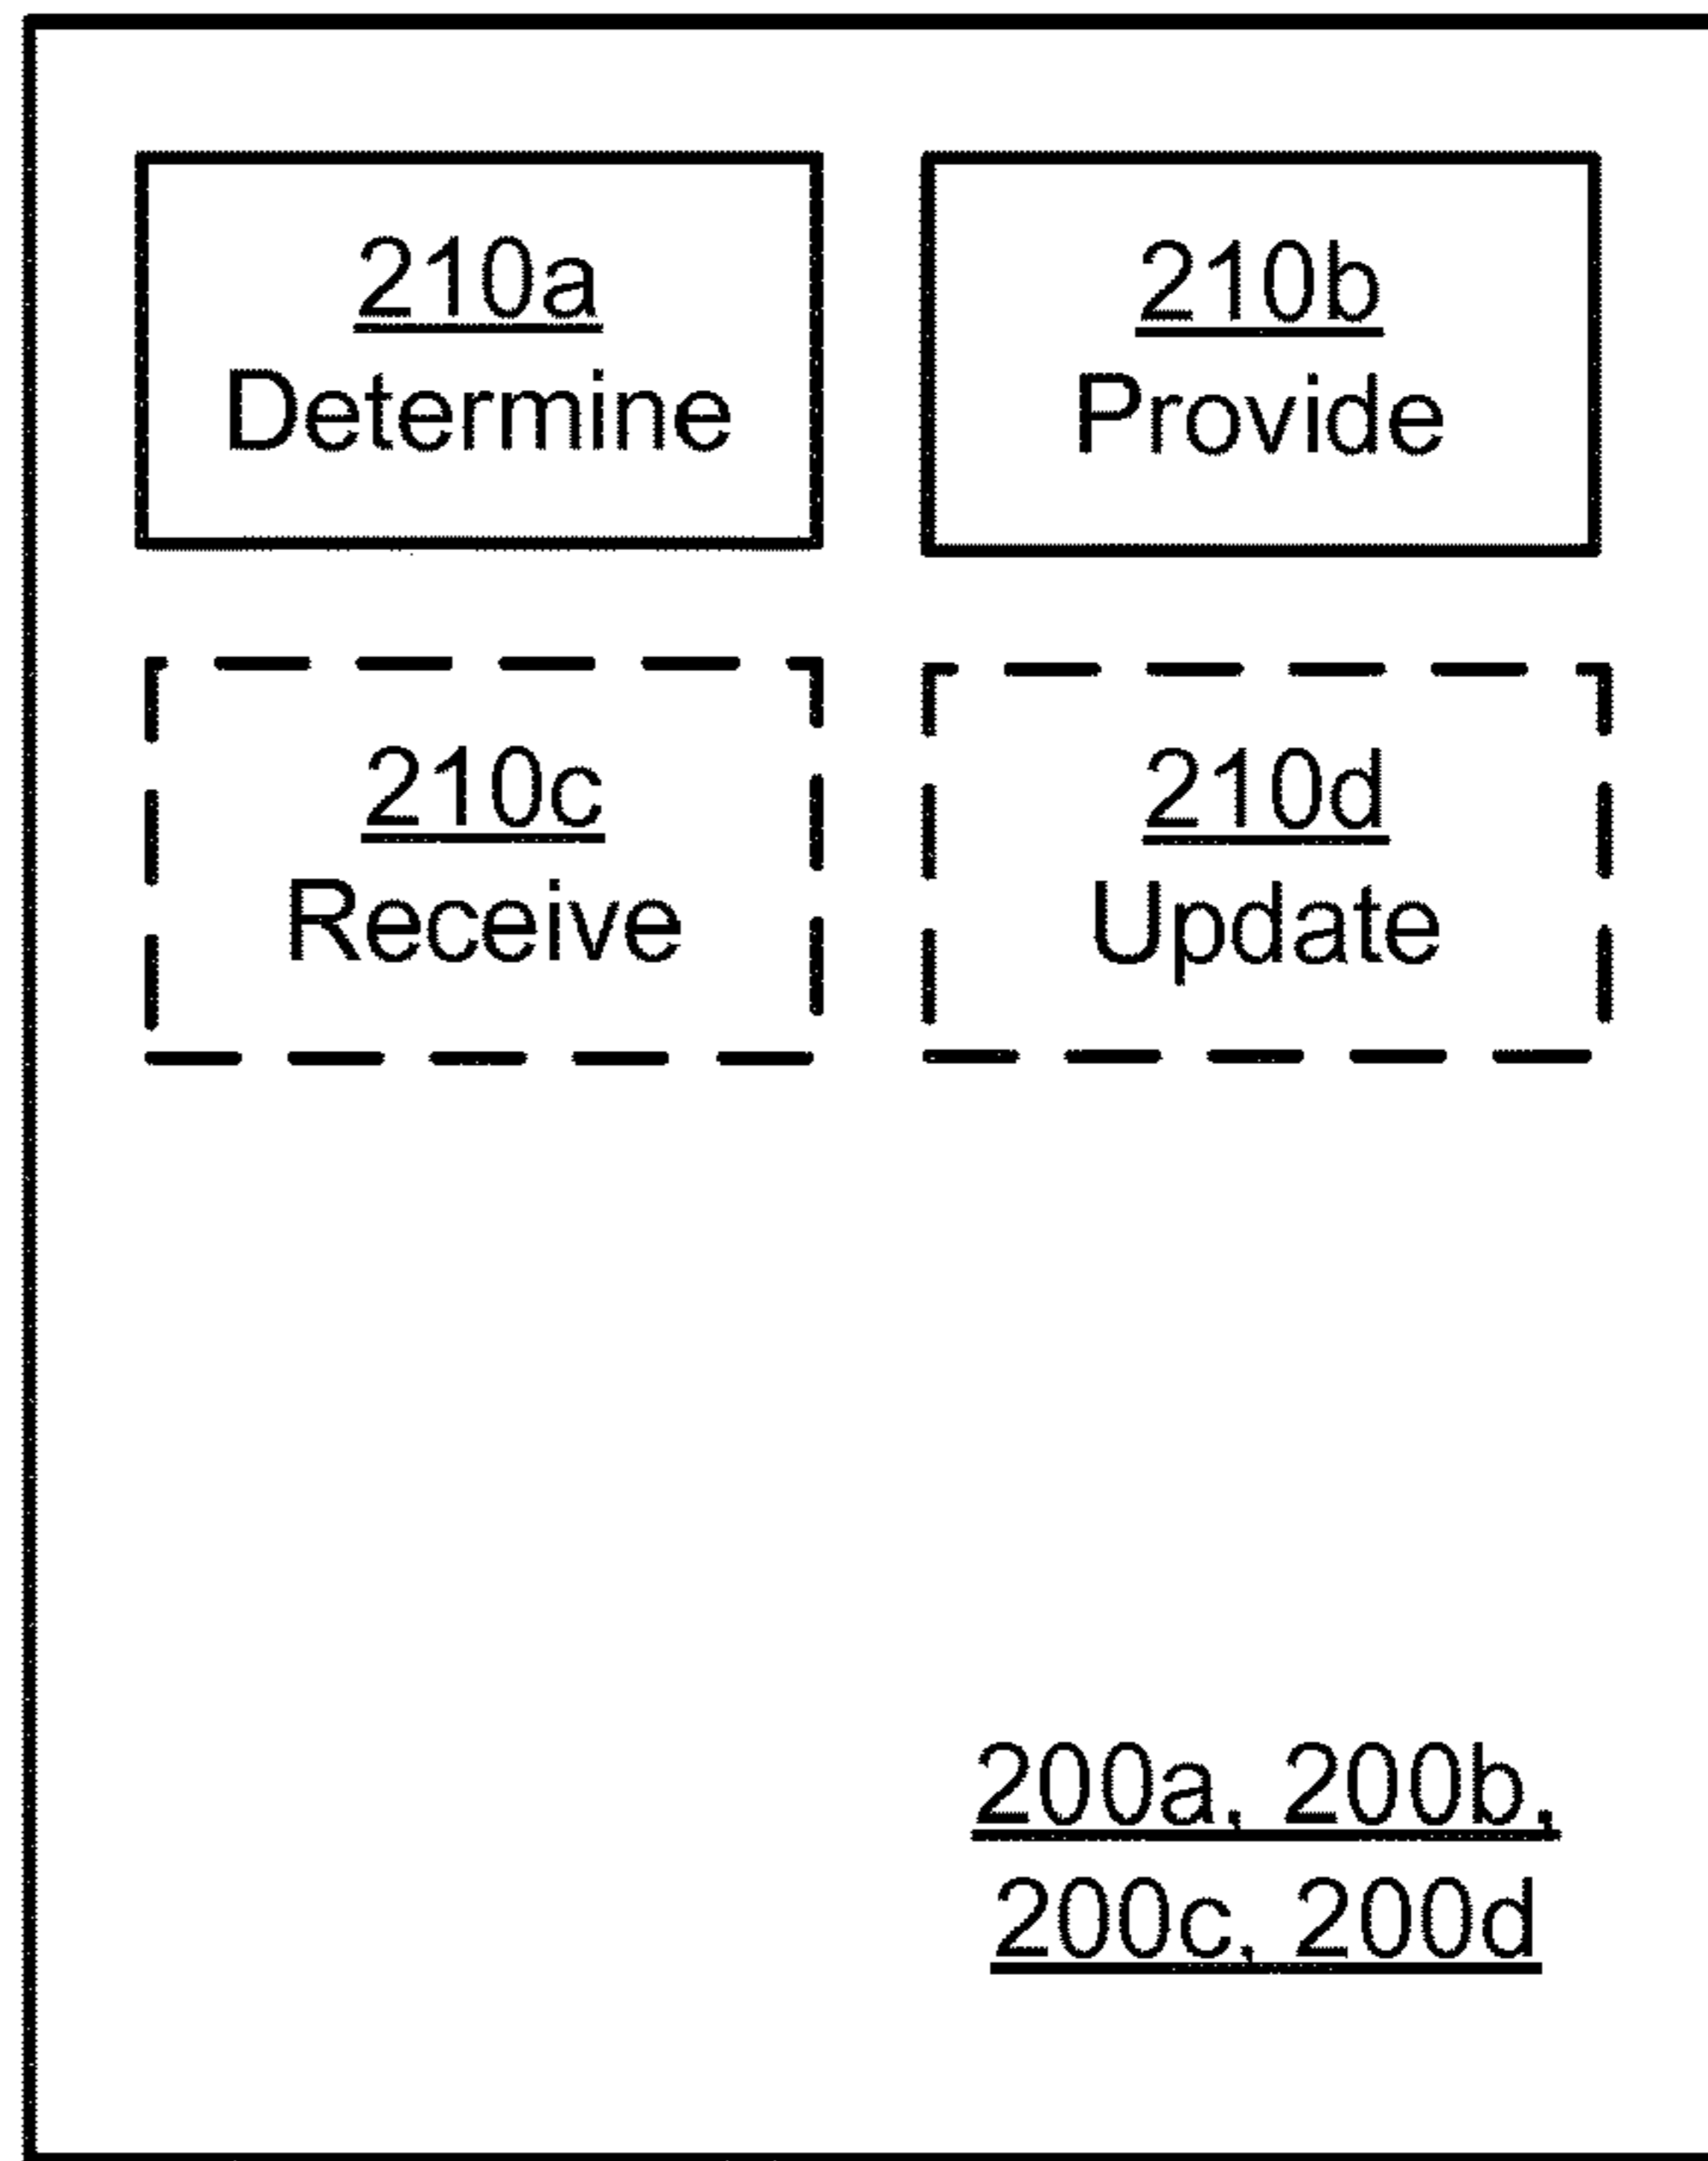 210a
Determine
210b
Provide
210c
Receive
210d
Update
200a, 200b,
200c, 200d